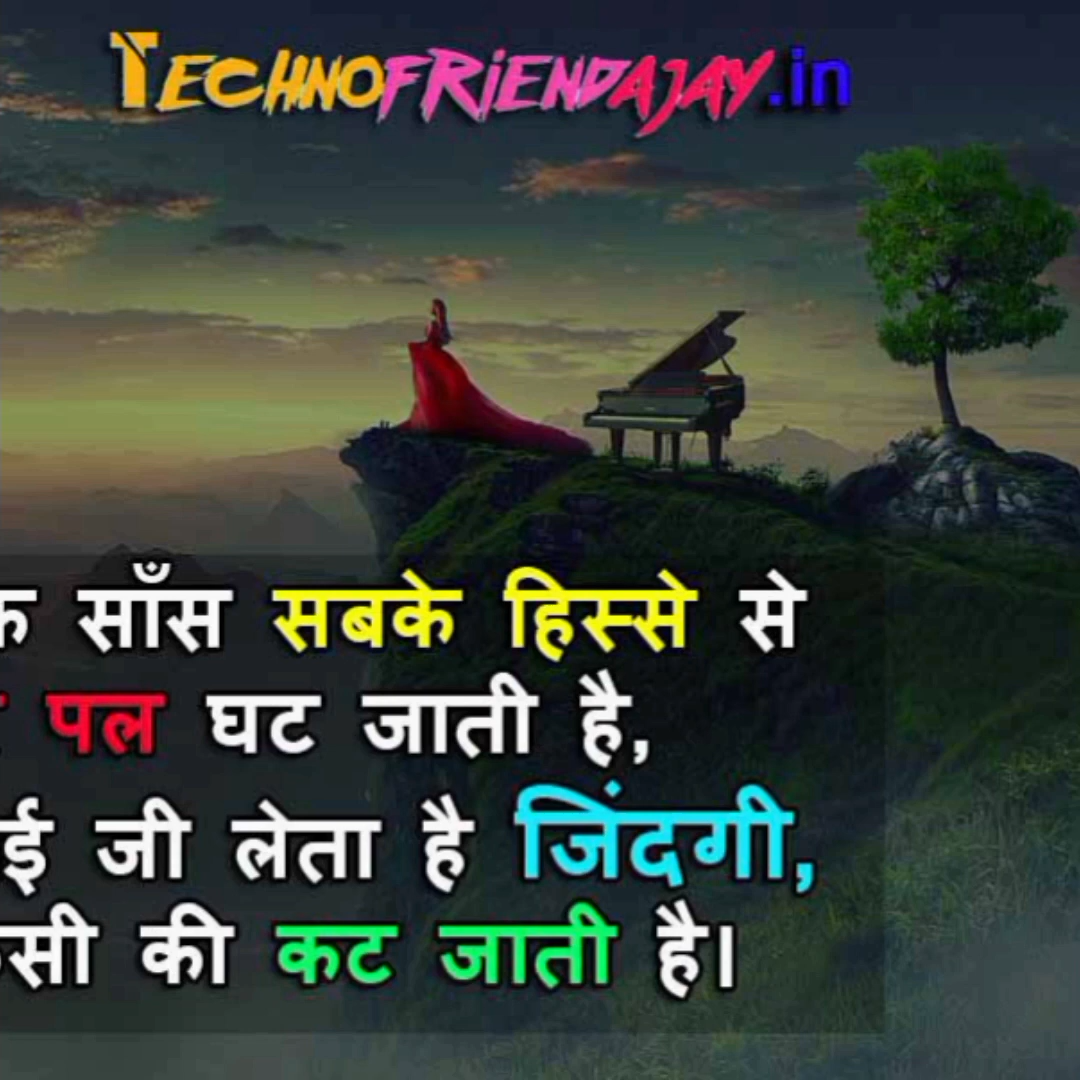 TECHNOFRiENDAJAY.in
साँस सबके हिस्से से
पल घट जाती है,
जी लेता है जिंदगी,
की कट जाती है।